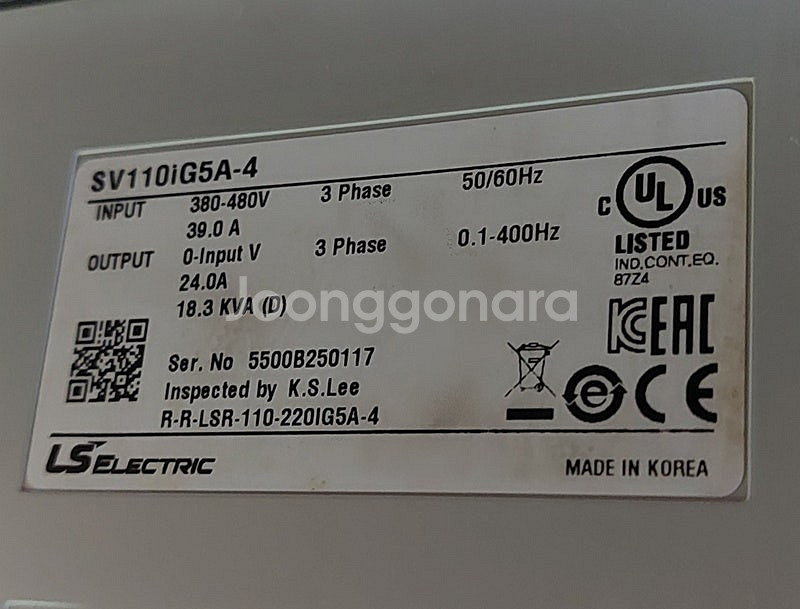 SV110iG5A-4
INPUT 380-480V 3 Phase 50/60Hz
39.0 A
OUTPUT 0-Input V 3 Phase 0.1-400Hz
24.0A
18.3 KVA (D)
C UL US
LISTED
IND.CONT.EQ.
87Z4
Joonggonara
KC EAC
Ser. No 5500B250117
Inspected by K.S.Lee
R-R-LSR-110-220IG5A-4
e CE
LS ELECTRIC
MADE IN KOREA